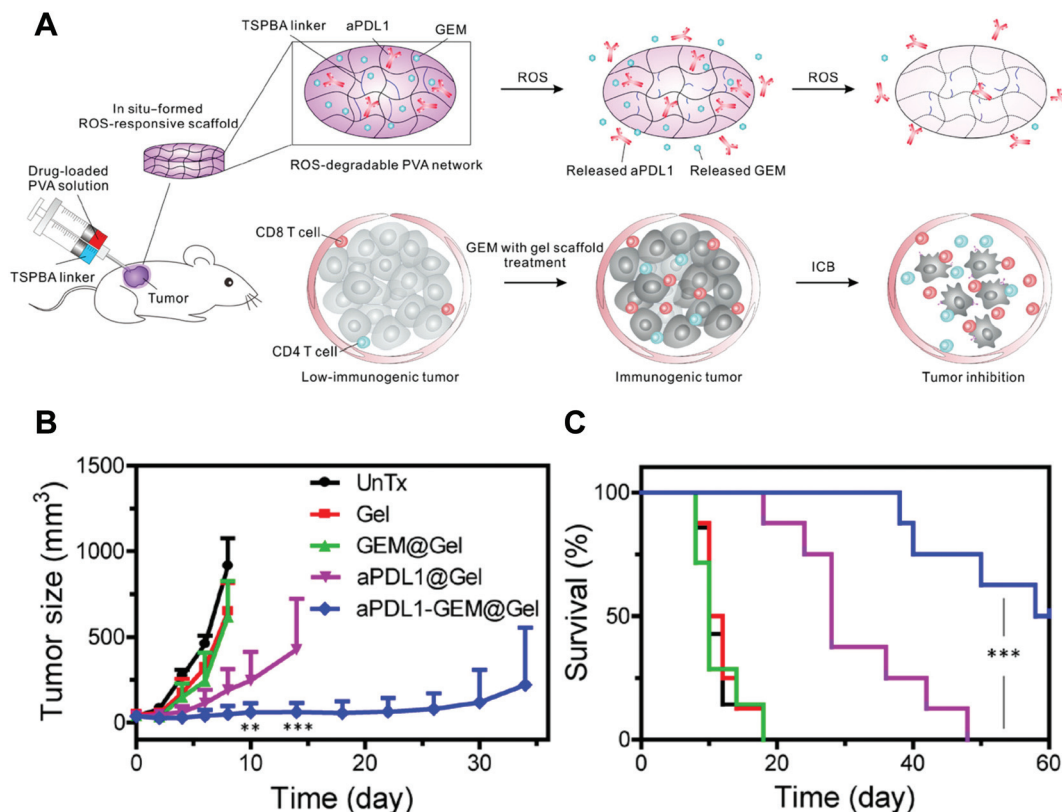 A
TSPBA linker
aPDL1
GEM
In situ–formed
ROS-responsive scaffold
ROS
ROS
Drug-loaded
PVA solution
ROS-degradable PVA network
Released aPDL1
Released GEM
TSPBA
linker
Tumor
CD8 T cell
GEM with gel scaffold
treatment
ICB
CD4 T cell
Low-immunogenic tumor
Immunogenic tumor
Tumor inhibition
B
Tumor size (mm³)
1500
1000
500
0
UnTx
Gel
GEM@Gel
aPDL1@Gel
aPDL1-GEM@Gel
**
***
0
10
20
30
Time (day)
C
Survival (%)
100
50
0
***
0
20
40
60
Time (day)